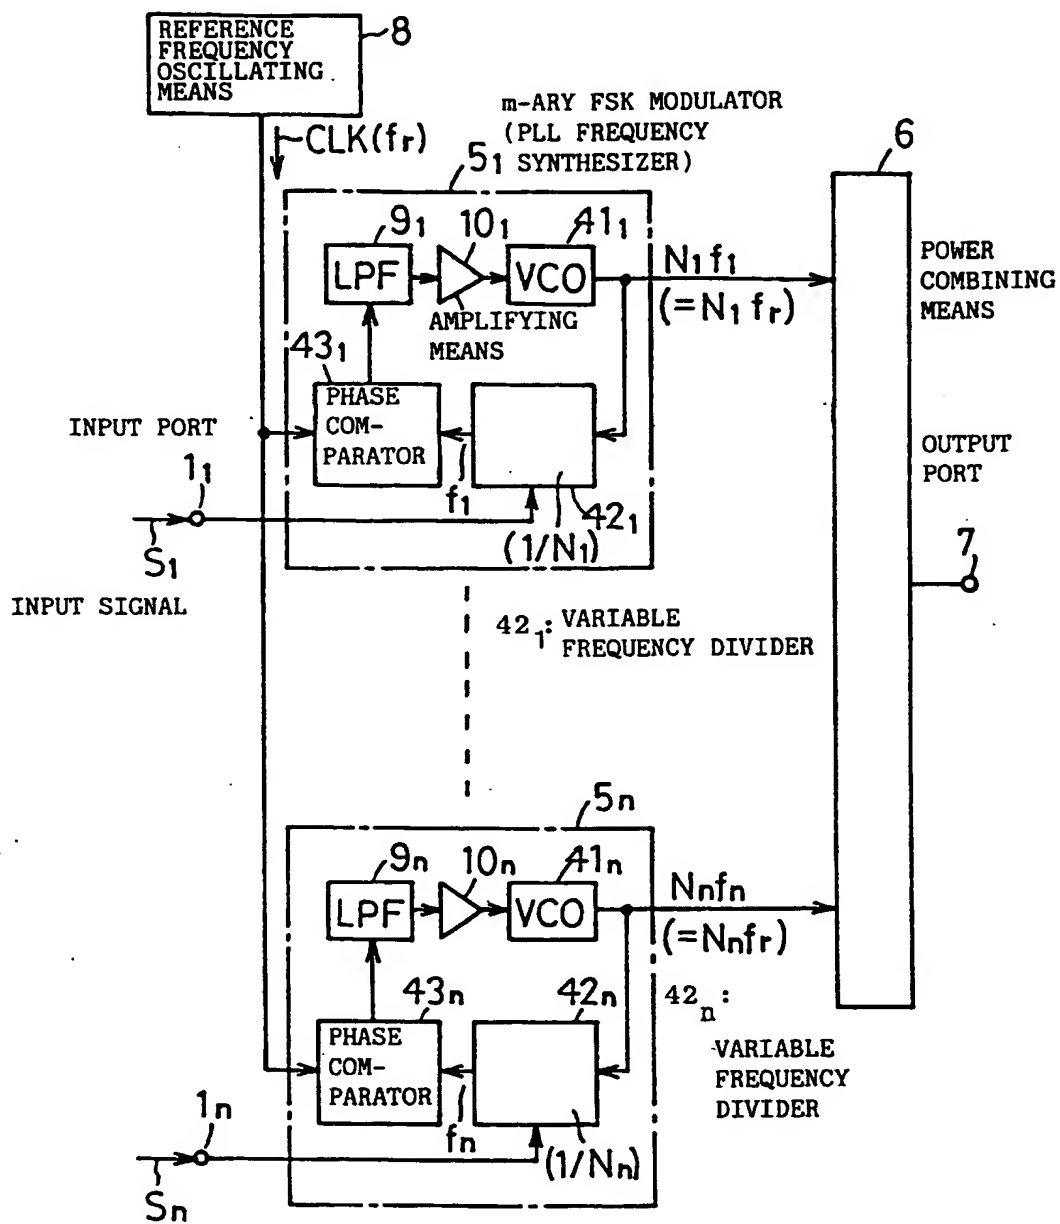 REFERENCE
FREQUENCY
OSCILLATING
MEANS
8
CLK(fr)
m-ARY FSK MODULATOR
(PLL FREQUENCY
SYNTHESIZER)
5₁
6
9₁
10₁
41₁
LPF
VCO
N₁f₁
(=N₁fr)
POWER
COMBINING
MEANS
AMPLIFYING
MEANS
43₁
PHASE
COM-
PARATOR
INPUT PORT
OUTPUT
PORT
1₁
f₁
42₁
(1/N₁)
S₁
7
INPUT SIGNAL
42₁: VARIABLE
FREQUENCY DIVIDER
5n
9n
10n
41n
LPF
VCO
Nnfn
(=Nnfr)
43n
42n
42n:
PHASE
COM-
PARATOR
VARIABLE
FREQUENCY
DIVIDER
1n
fn
(1/Nn)
Sn